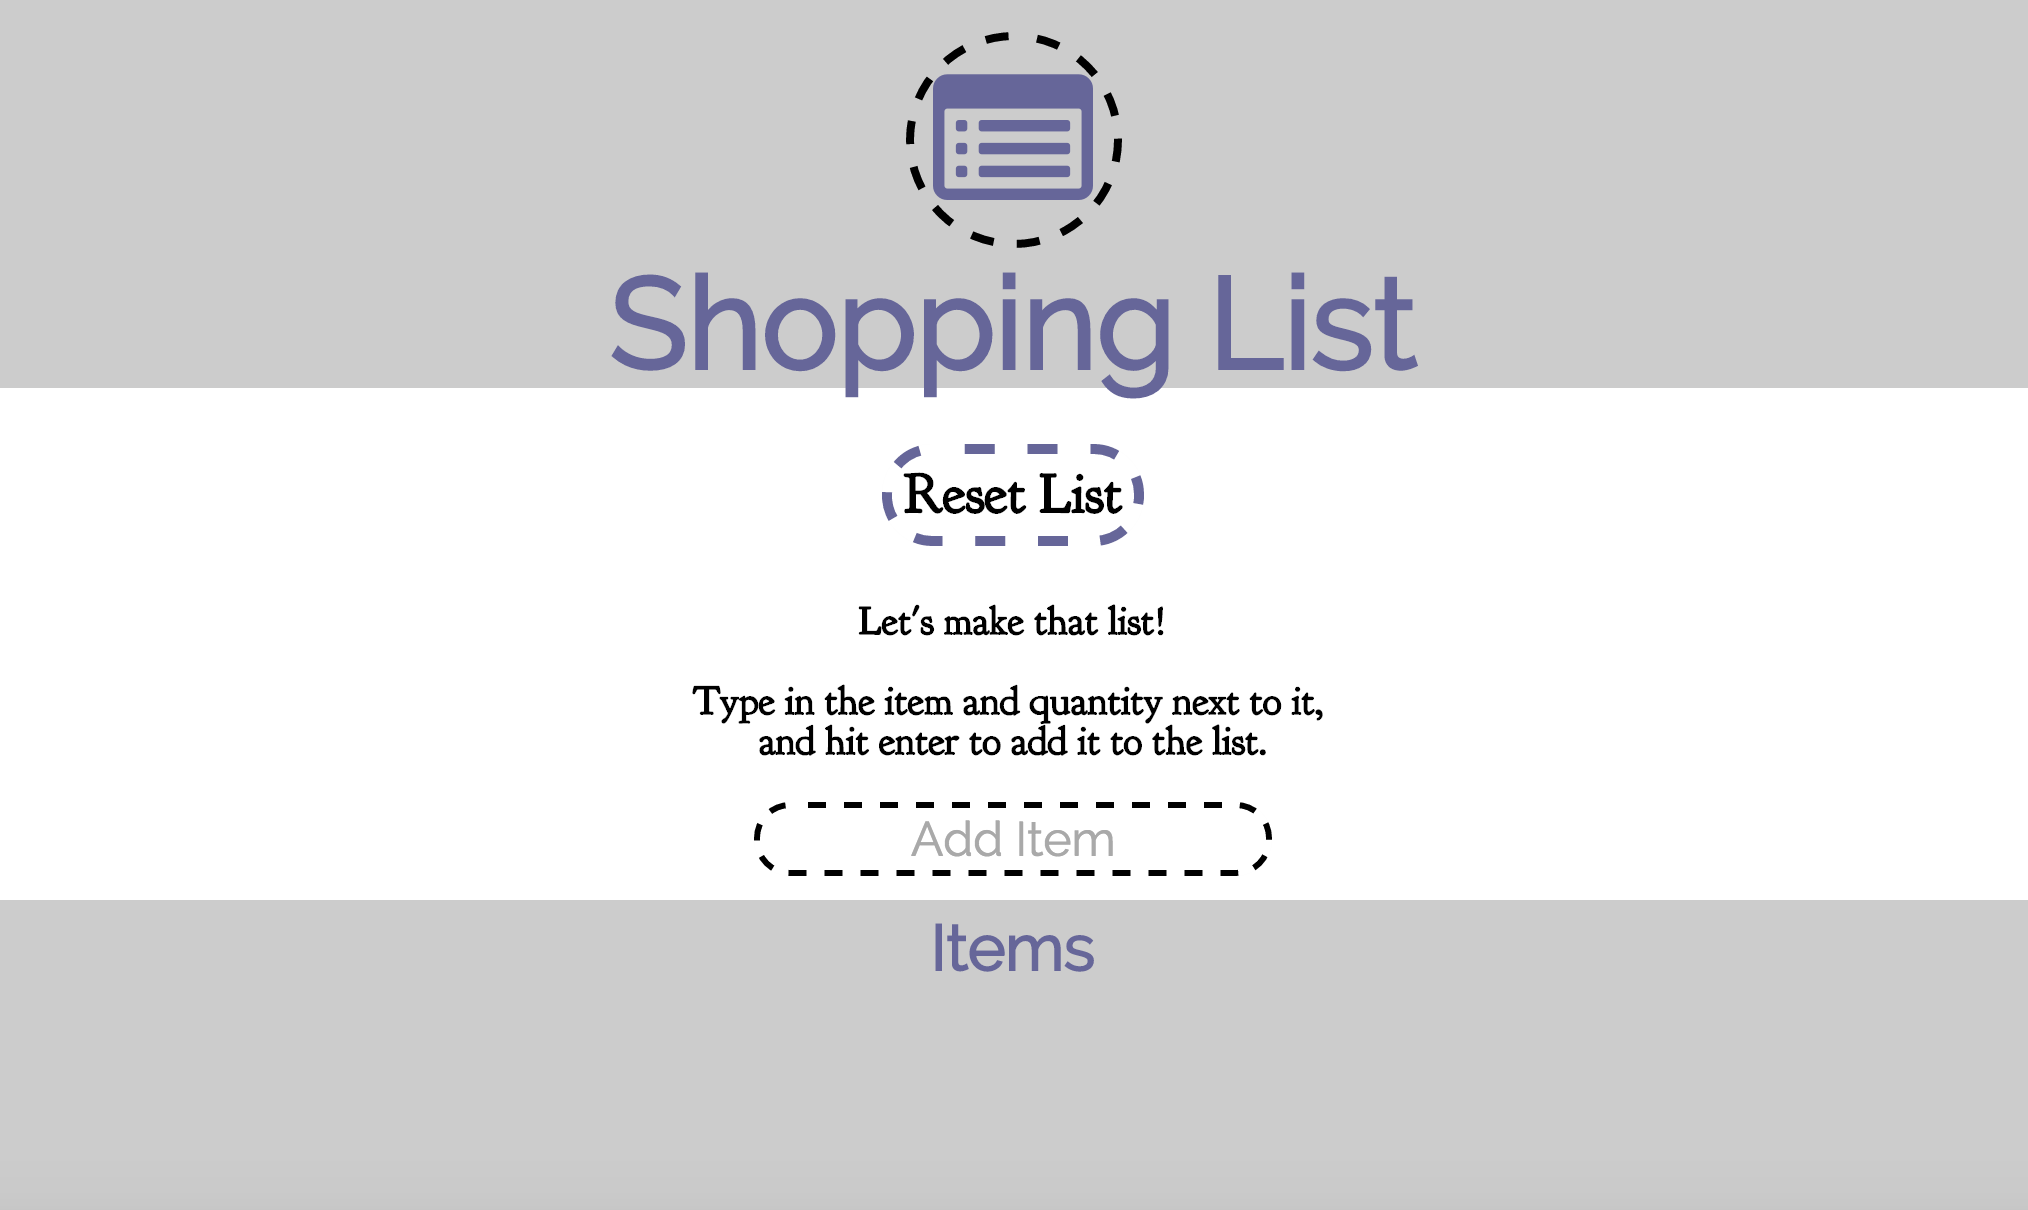 Shopping List
Reset List
Let's make that list!
Type in the item and quantity next to it,
and hit enter to add it to the list.
Add Item
Items